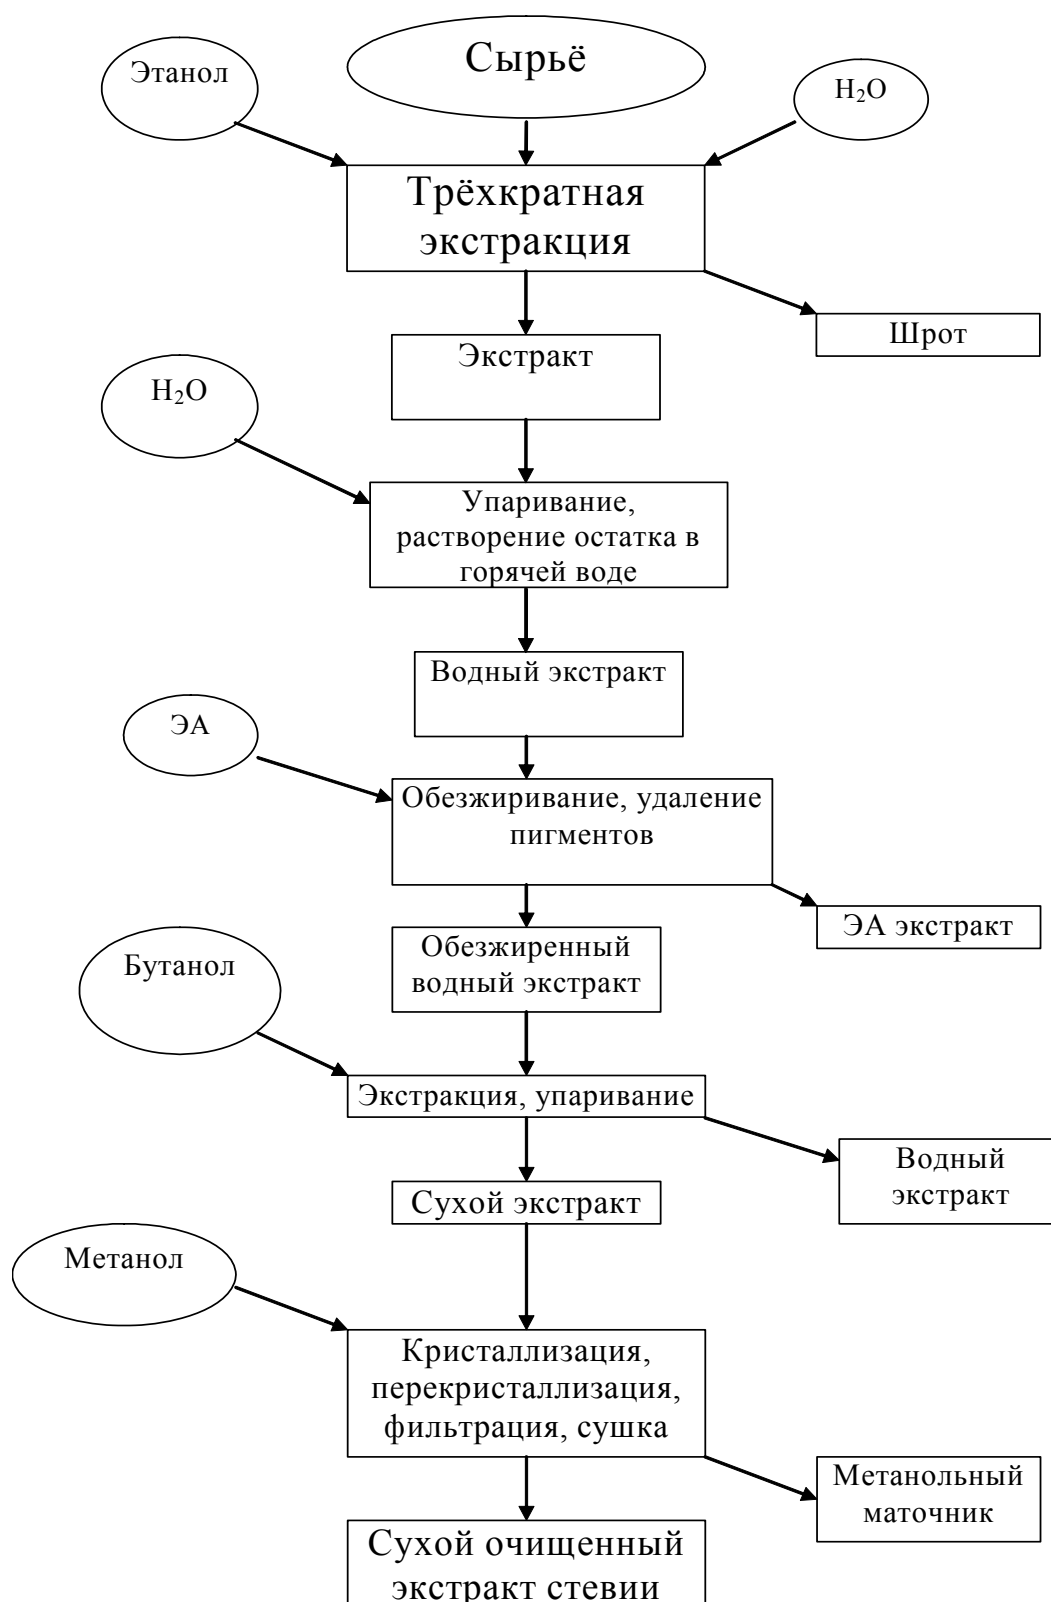 Этанол
Сырьё
H₂O
Трёхкратная
экстракция
Шрот
Экстракт
H₂O
Упаривание,
растворение остатка в
горячей воде
Водный экстракт
ЭА
Обезжиривание, удаление
пигментов
ЭА экстракт
Обезжиренный
водный экстракт
Бутанол
Экстракция, упаривание
Водный
экстракт
Сухой экстракт
Метанол
Кристаллизация,
перекристаллизация,
фильтрация, сушка
Метанольный
маточник
Сухой очищенный
экстракт стевии